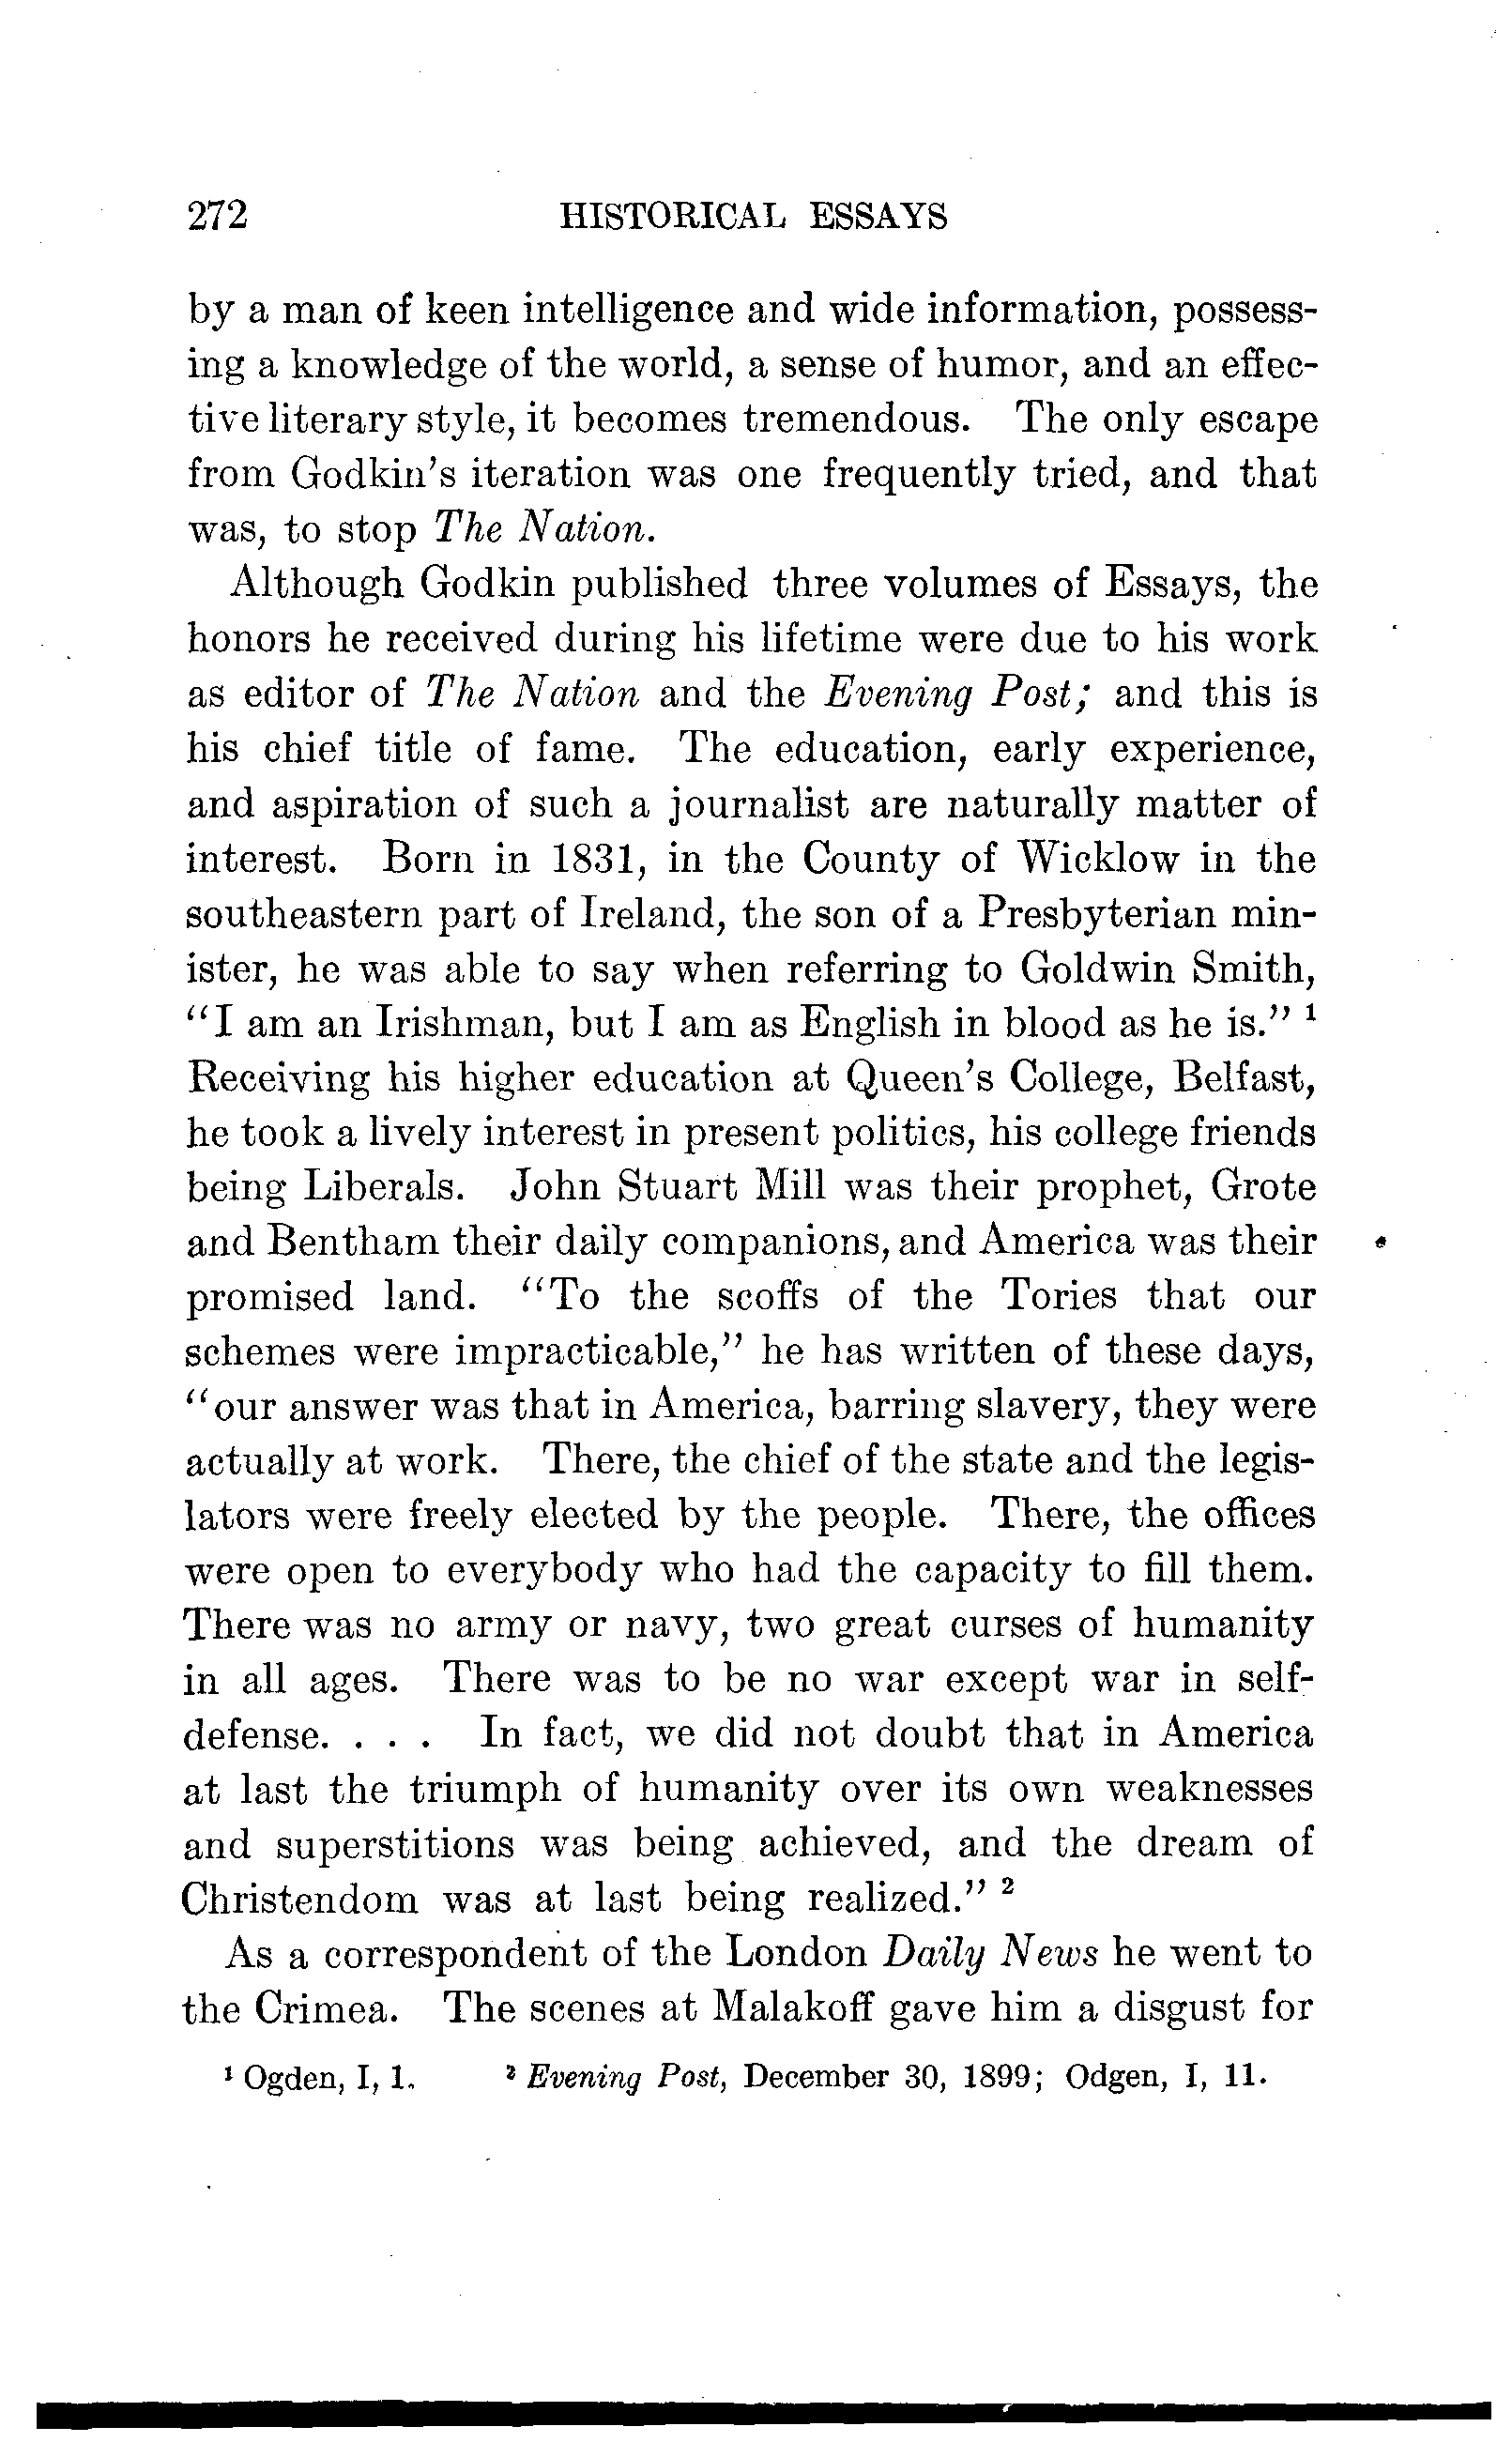 272 HISTORICAL ESSAYS
by a man of keen intelligence and wide information, possess-
ing a knowledge of the world, a sense of humor, and an effec-
tive literary style, it becomes tremendous. The only escape
from Godkin's iteration was one frequently tried, and that
was, to stop The Nation.
Although Godkin published three volumes of Essays, the
honors he received during his lifetime were due to his work
as editor of The Nation and the Evening Post; and this is
his chief title of fame. The education, early experience,
and aspiration of such a journalist are naturally matter of
interest. Born in 1831, in the County of Wicklow in the
southeastern part of Ireland, the son of a Presbyterian min-
ister, he was able to say when referring to Goldwin Smith,
"I am an Irishman, but I am as English in blood as he is." ¹
Receiving his higher education at Queen's College, Belfast,
he took a lively interest in present politics, his college friends
being Liberals. John Stuart Mill was their prophet, Grote
and Bentham their daily companions, and America was their
promised land. "To the scoffs of the Tories that our
schemes were impracticable," he has written of these days,
"our answer was that in America, barring slavery, they were
actually at work. There, the chief of the state and the legis-
lators were freely elected by the people. There, the offices
were open to everybody who had the capacity to fill them.
There was no army or navy, two great curses of humanity
in all ages. There was to be no war except war in self-
defense. . . . In fact, we did not doubt that in America
at last the triumph of humanity over its own weaknesses
and superstitions was being achieved, and the dream of
Christendom was at last being realized." ²
As a correspondent of the London Daily News he went to
the Crimea. The scenes at Malakoff gave him a disgust for
¹ Ogden, I, 1. ² Evening Post, December 30, 1899; Odgen, I, 11.